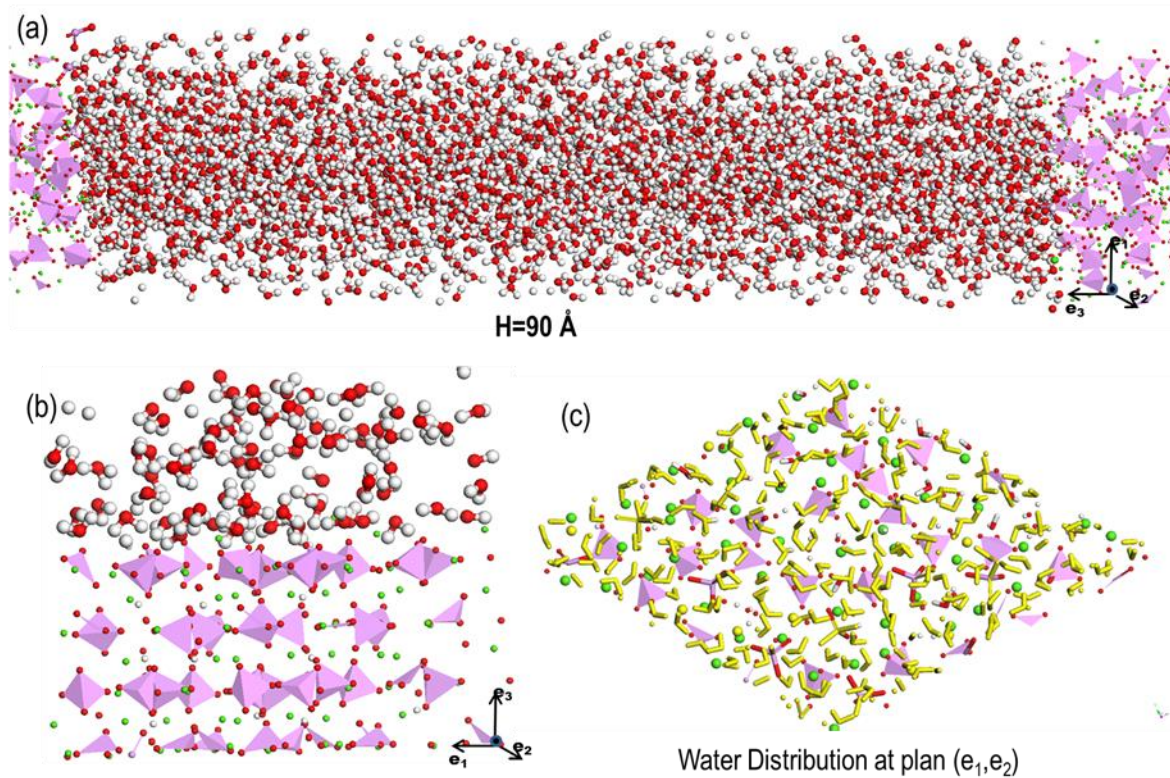 (a)
e₁
e₃
e₂
H=90 Å
(b)
(c)
e₃
e₁
e₂
Water Distribution at plan (e₁,e₂)